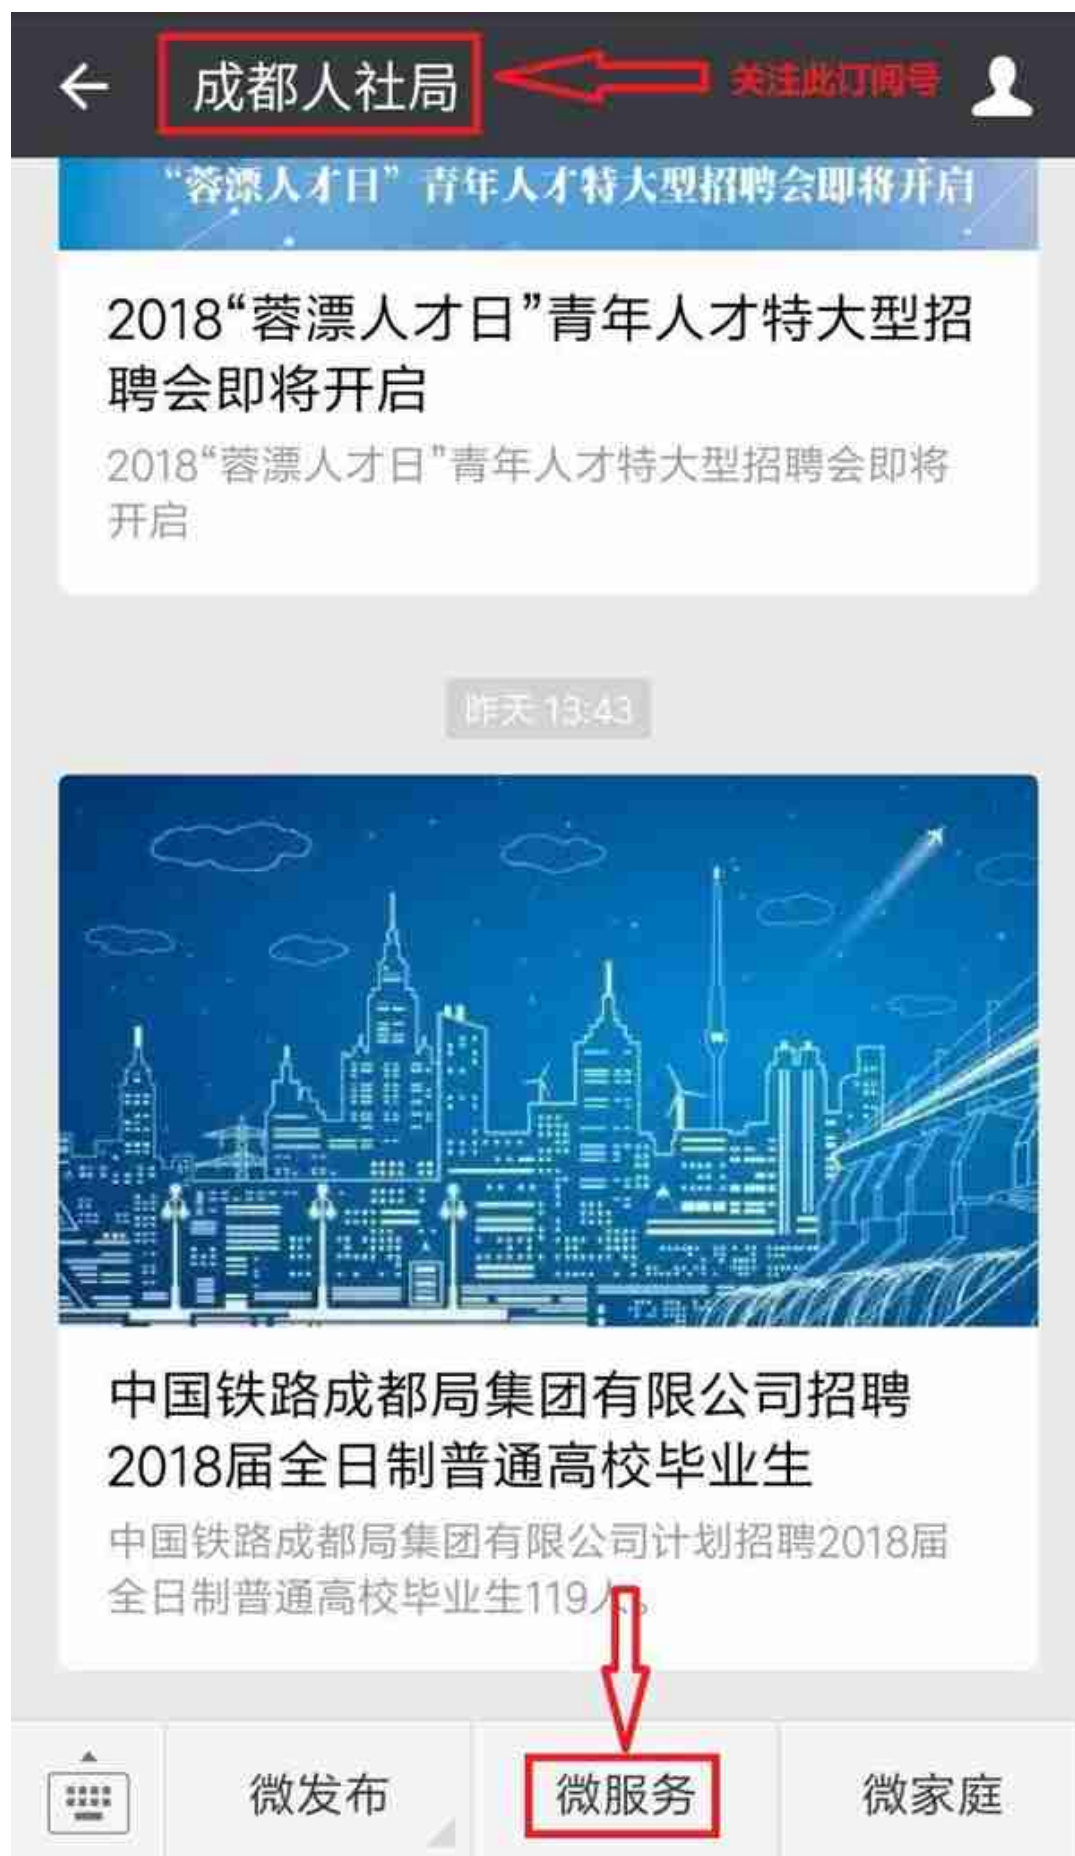 成都人社局
关注此订阅号
“蓉漂人才日”青年人才特大型招聘会即将开启
2018“蓉漂人才日”青年人才特大型招
聘会即将开启
2018“蓉漂人才日”青年人才特大型招聘会即将
开启
昨天 13:43
中国铁路成都局集团有限公司招聘
2018届全日制普通高校毕业生
中国铁路成都局集团有限公司计划招聘2018届
全日制普通高校毕业生119人。
微发布
微服务
微家庭